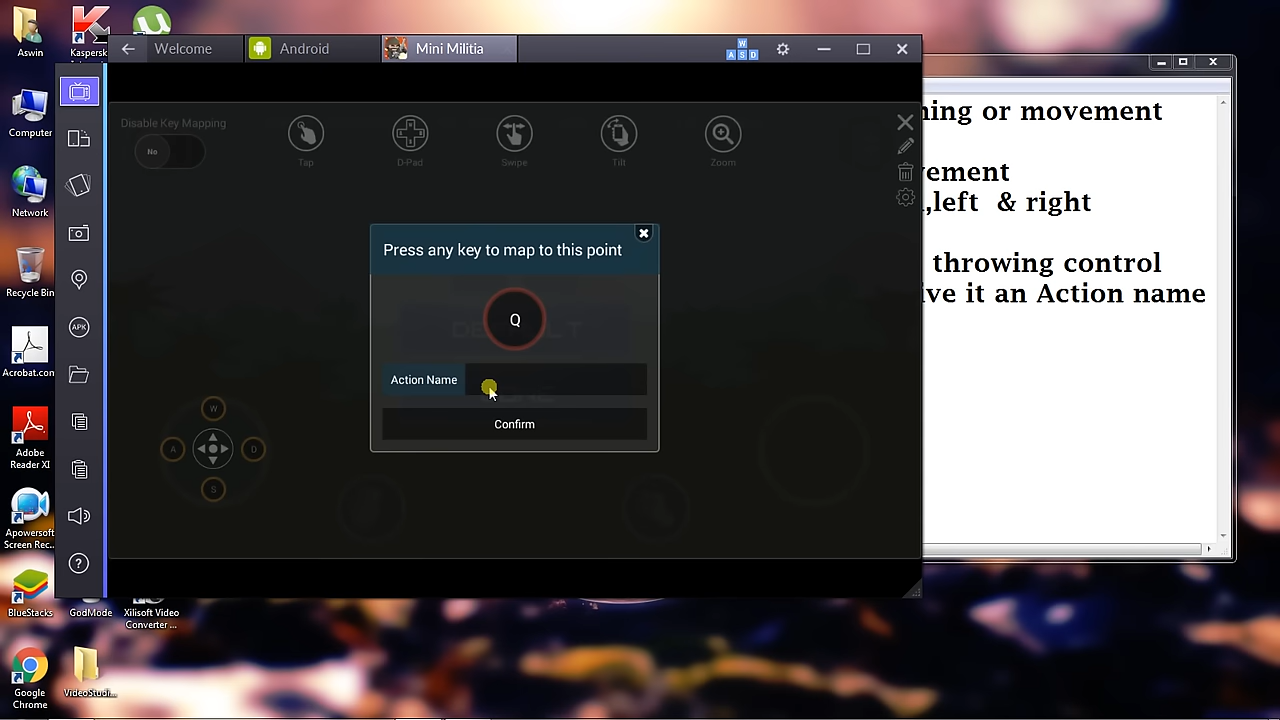 Aswin
Kaspersk
Computer
Network
Recycle Bin
Acrobat.com
Adobe
Reader XI
Apowersoft
Screen Rec...
BlueStacks
GodMode
Xilisoft Video
Converter ...
Google
Chrome
VideoStudi...
Welcome
Android
Mini Militia
W
A S D
APK
Disable Key Mapping
No
Tap
D-Pad
Swipe
Tilt
Zoom
Press any key to map to this point
Q
Action Name
Confirm
W
A
D
S
ning or movement
vement
,left & right
throwing control
ive it an Action name